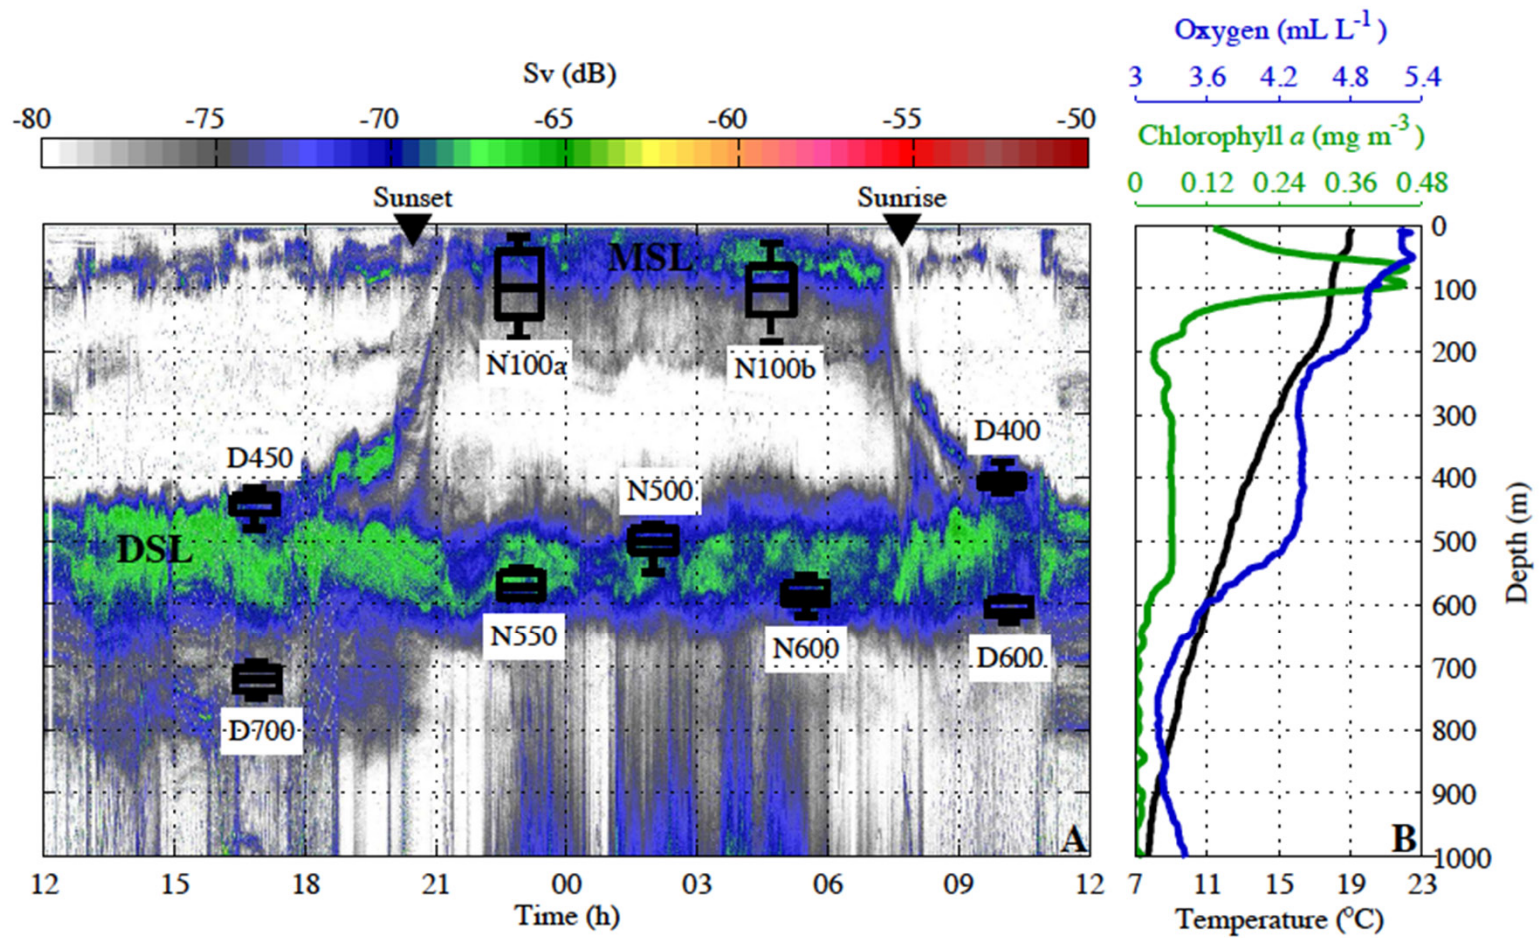 Sv (dB)
-80 -75 -70 -65 -60 -55 -50
Sunset Sunrise
MSL
N100a N100b
D450 D400
N500
DSL
N550 N600 D600
D700
A
12 15 18 21 00 03 06 09 12
Time (h)
Oxygen (mL L-1)
3 3.6 4.2 4.8 5.4
Chlorophyll a (mg m-3)
0 0.12 0.24 0.36 0.48
0
100
200
300
400
500
600
700
800
900
1000
Depth (m)
B
7 11 15 19 23
Temperature (°C)